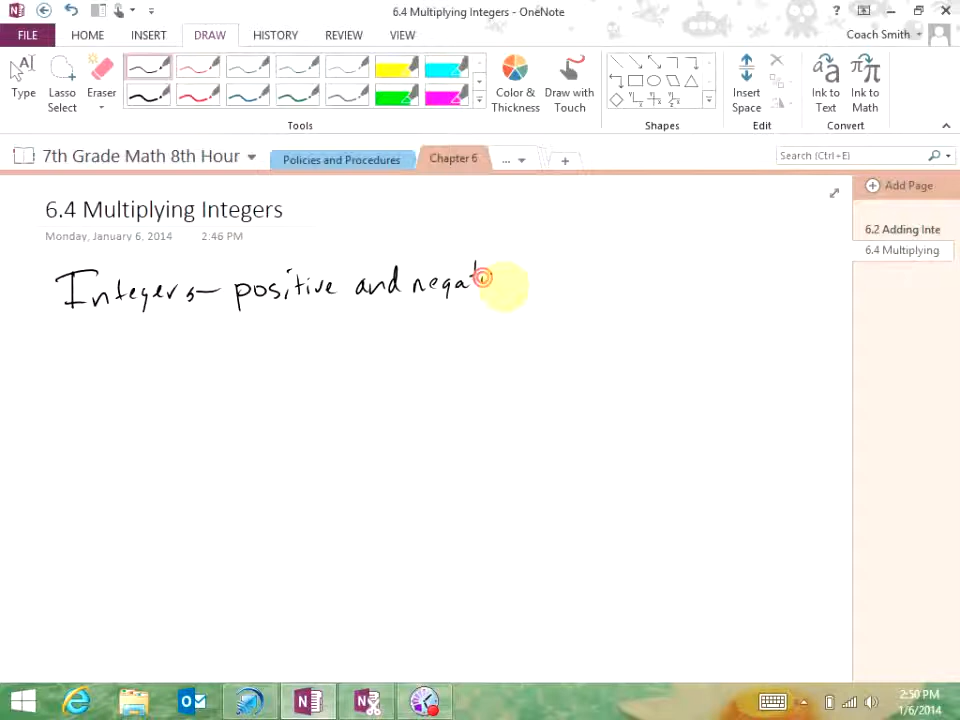 6.4 Multiplying Integers - OneNote
?
FILE HOME INSERT DRAW HISTORY REVIEW VIEW
Coach Smith
Type Lasso Select Eraser
Color & Thickness Draw with Touch
Insert Space
Ink to Text Ink to Math
Tools Shapes Edit Convert
7th Grade Math 8th Hour Policies and Procedures Chapter 6 ... +
Search (Ctrl+E)
Add Page
6.4 Multiplying Integers
Monday, January 6, 2014 2:46 PM
6.2 Adding Inte
6.4 Multiplying
Integers— positive and negati
2:50 PM
1/6/2014